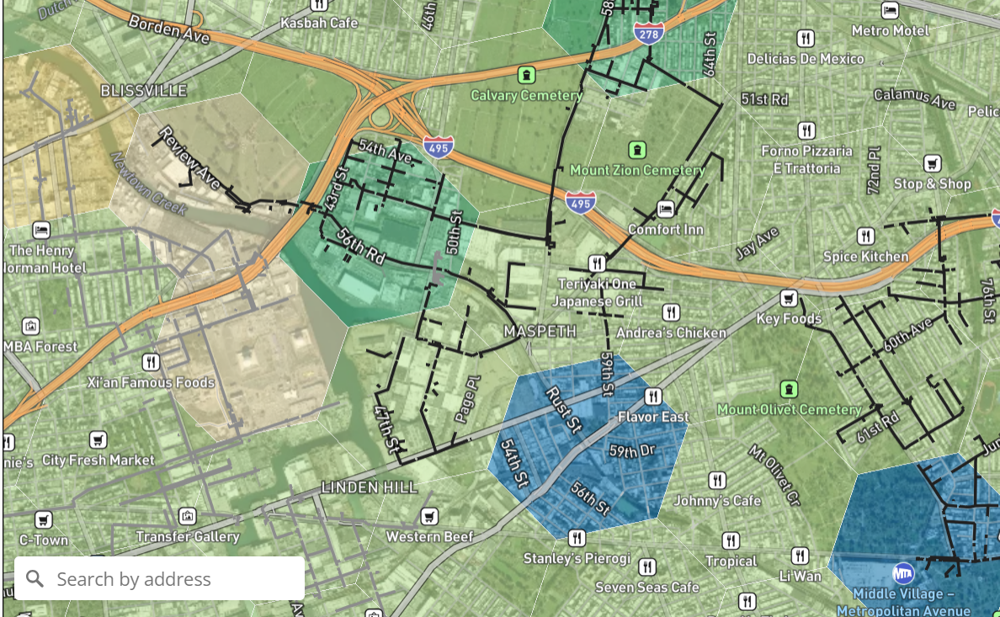 Dutch
Borden Ave
Kasbah Cafe
46th
58
278
64th St
Metro Motel
Delicias De Mexico
BLISSVILLE
Calvary Cemetery
51st Rd
Calamus Ave
Review Ave
54th Ave
495
Forno Pizzaria
E Trattoria
Stop & Shop
72nd Pl
Newtown Creek
43rd St
Mount Zion Cemetery
495
Comfort Inn
The Henry
Norman Hotel
56th Rd
50th St
Jay Ave
Spice Kitchen
Teriyaki One
Japanese Grill
76th St
MBA Forest
MASPETH
Andrea's Chicken
Key Foods
60th Ave
Xi'an Famous Foods
59th St
Page Pl
47th St
Rust St
Flavor East
Mount Olivet Cemetery
61st Rd
City Fresh Market
54th St
59th Dr
Mt Olivet Cr
LINDEN HILL
56th St
Johnny's Cafe
C-Town
Transfer Gallery
Western Beef
Stanley's Pierogi
Tropical
Li Wan
Seven Seas Cafe
Search by address
MTA
Middle Village –
Metropolitan Avenue